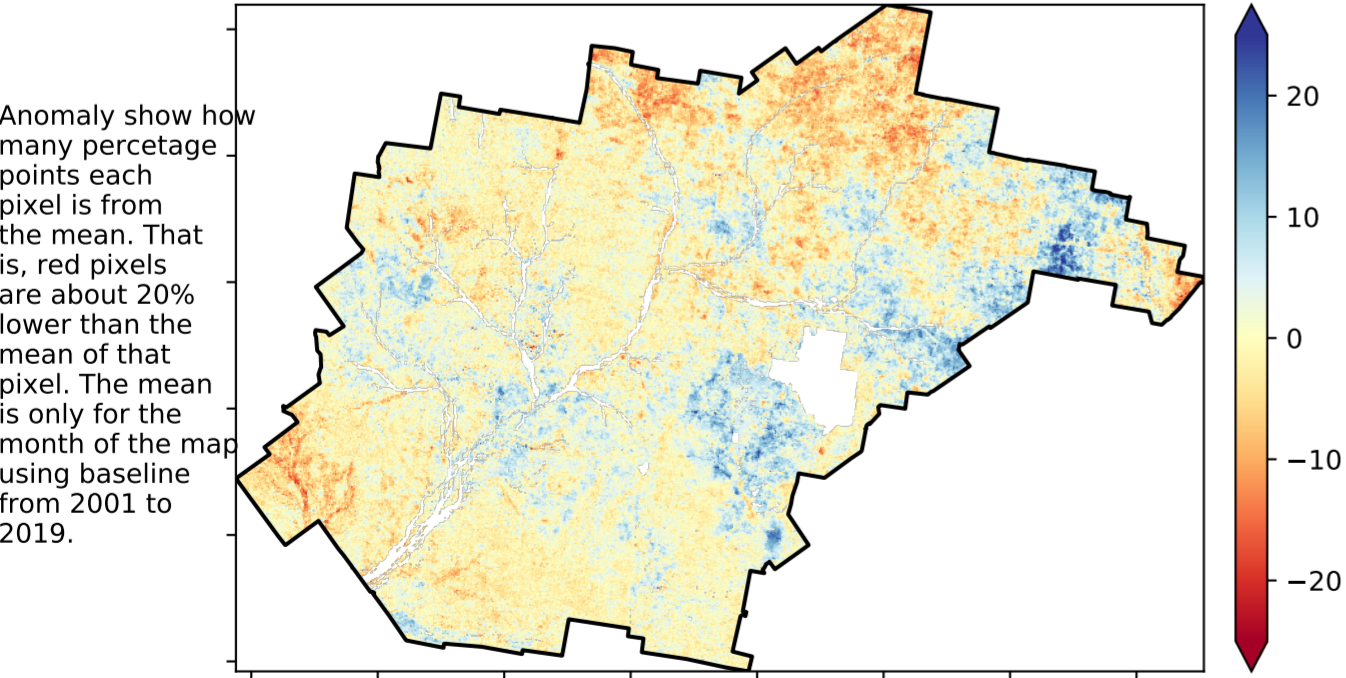 Anomaly show how
many percetage
points each
pixel is from
the mean. That
is, red pixels
are about 20%
lower than the
mean of that
pixel. The mean
is only for the
month of the map
using baseline
from 2001 to
2019.
20
10
0
−10
−20